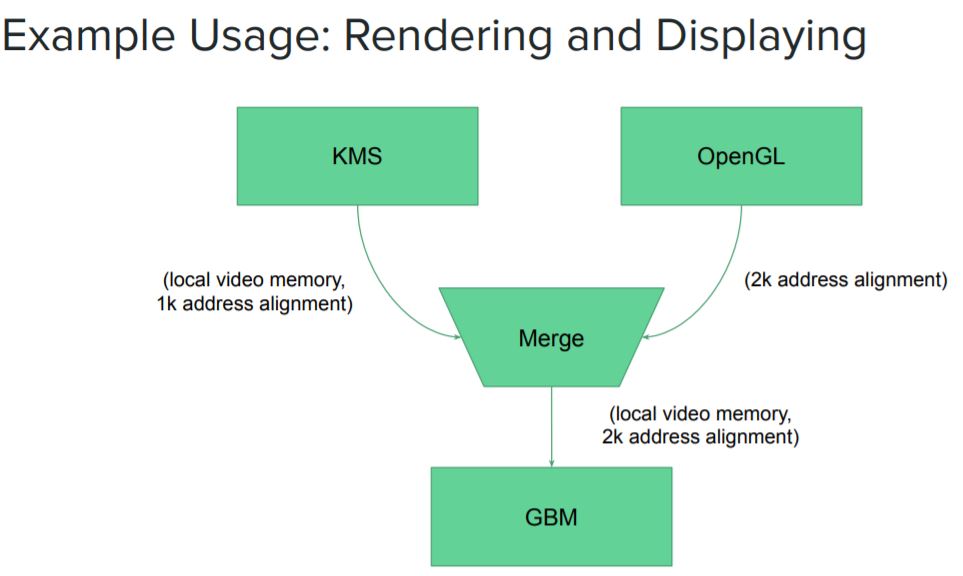 Example Usage: Rendering and Displaying
KMS
OpenGL
(local video memory,
1k address alignment)
(2k address alignment)
Merge
(local video memory,
2k address alignment)
GBM